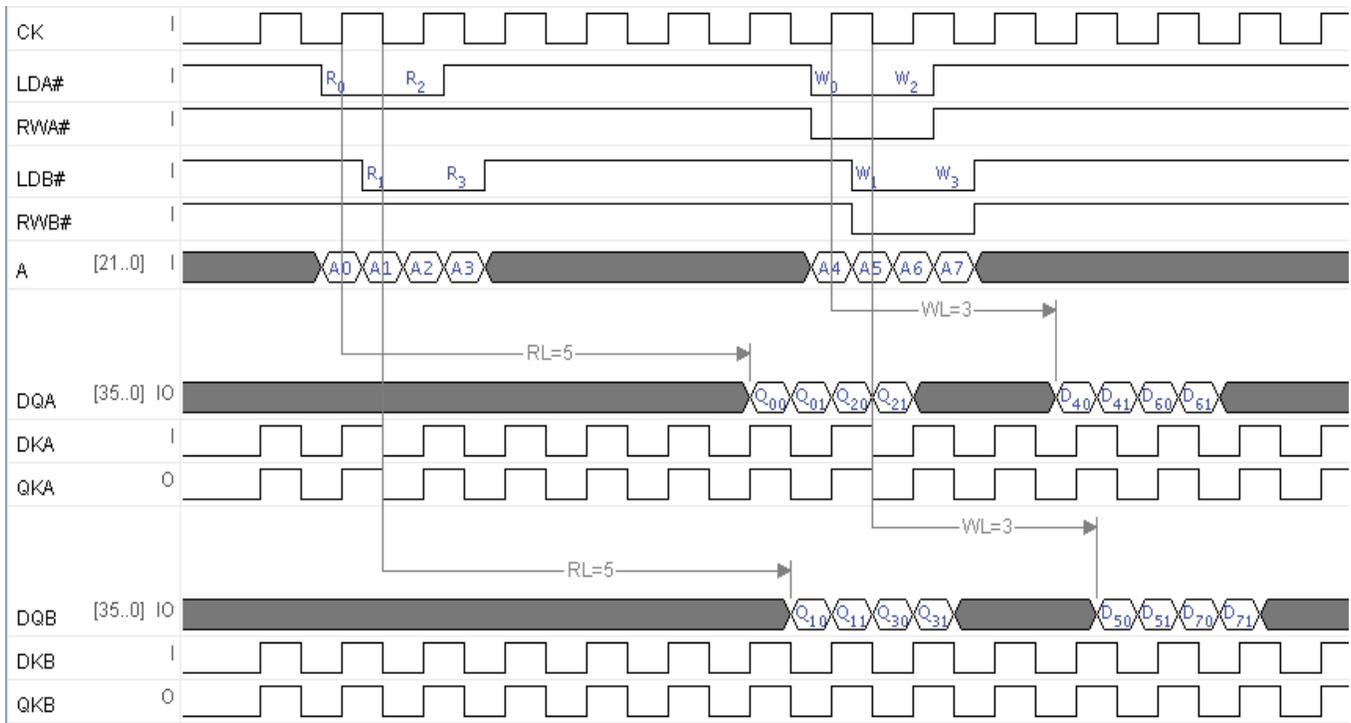 CK I
LDA# I R0 R2 W0 W2
RWA# I
LDB# I R1 R3 W1 W3
RWB# I
A [21..0] I A0 A1 A2 A3 A4 A5 A6 A7
WL=3
RL=5
DQA [35..0] IO Q00 Q01 Q20 Q21 D40 D41 D60 D61
DKA I
QKA O
WL=3
RL=5
DQB [35..0] IO Q10 Q11 Q30 Q31 D50 D51 D70 D71
DKB I
QKB O